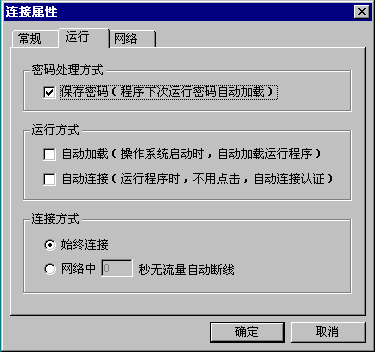 连接属性
常规 运行 网络
密码处理方式
保存密码(程序下次运行密码自动加载)
运行方式
自动加载(操作系统启动时,自动加载运行程序)
自动连接(运行程序时,不用点击,自动连接认证)
连接方式
始终连接
网络中 0 秒无流量自动断线
确定 取消